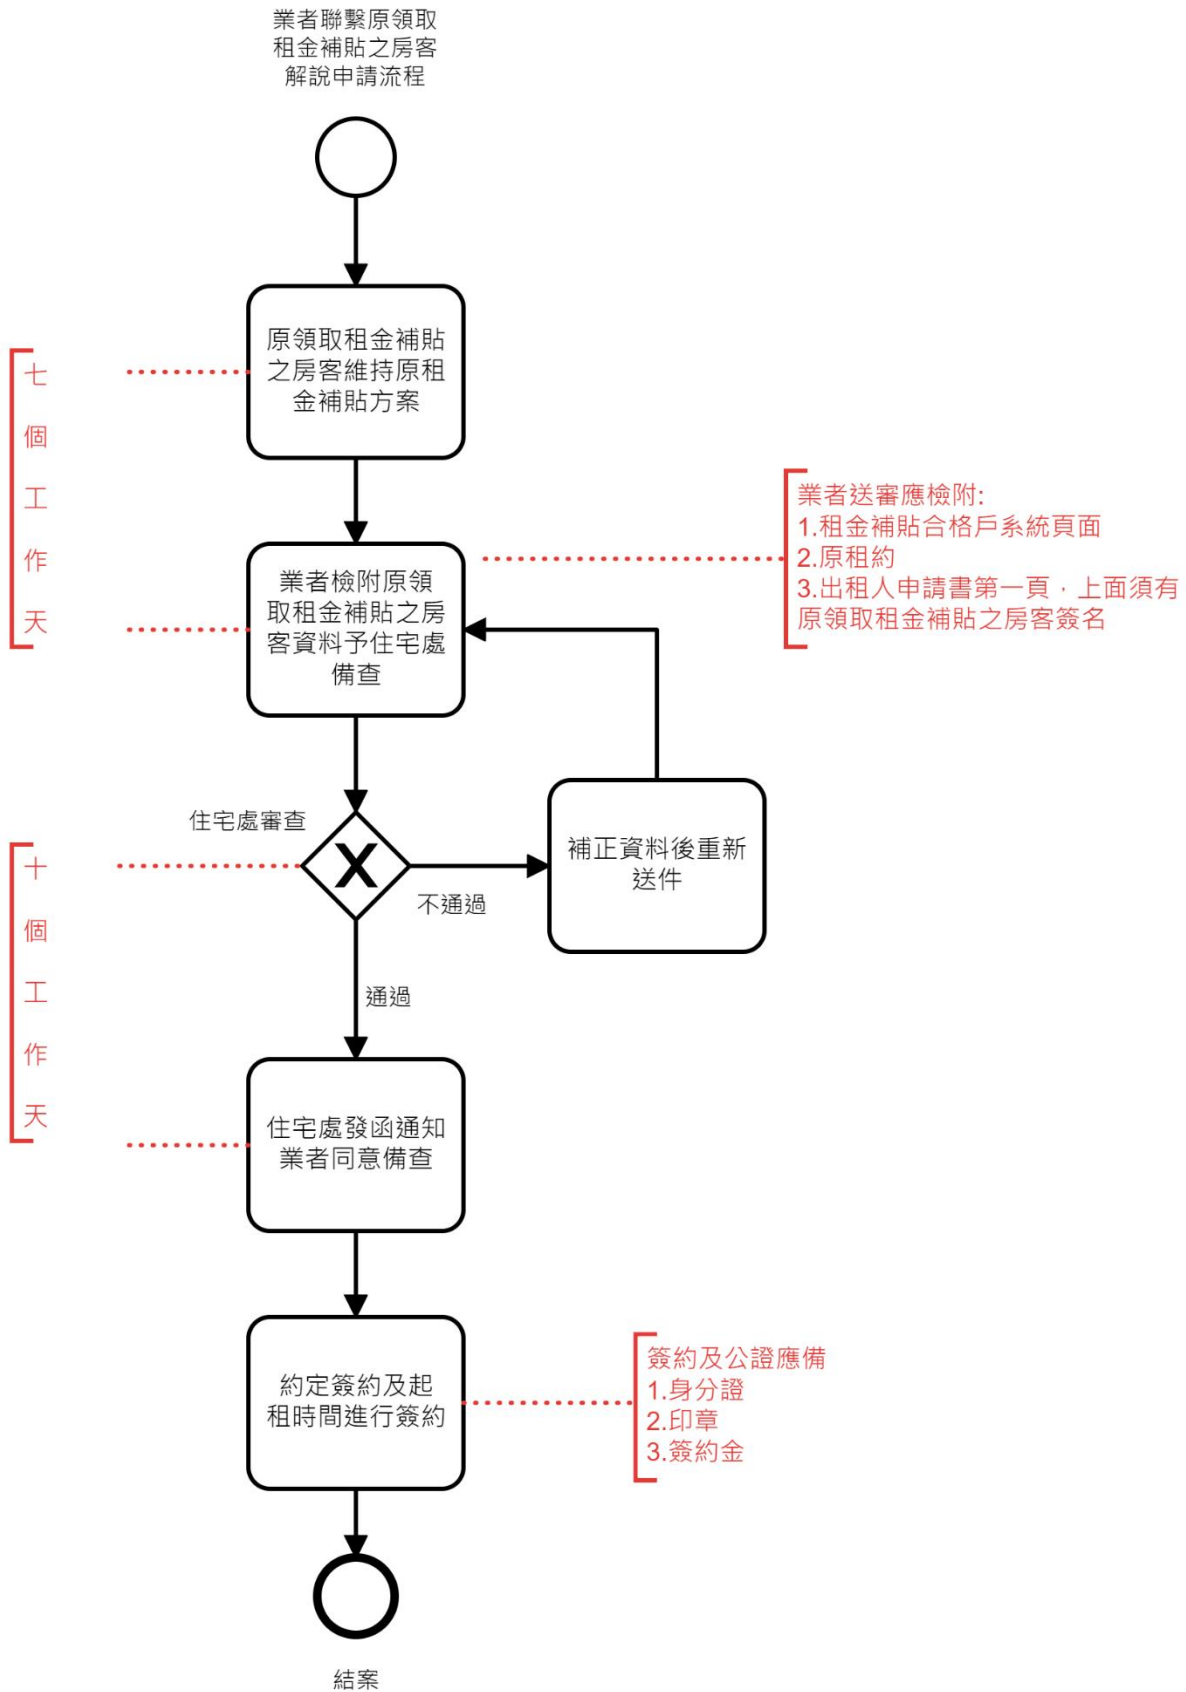 業者聯繫原領取
租金補貼之房客
解說申請流程
原領取租金補貼
之房客維持原租
金補貼方案
七
個
工
作
天
業者送審應檢附:
1.租金補貼合格戶系統頁面
2.原租約
3.出租人申請書第一頁，上面須有
原領取租金補貼之房客簽名
業者檢附原領
取租金補貼之房
客資料予住宅處
備查
住宅處審查
X
不通過
補正資料後重新
送件
十
個
工
作
天
通過
住宅處發函通知
業者同意備查
約定簽約及起
租時間進行簽約
簽約及公證應備
1.身分證
2.印章
3.簽約金
結案